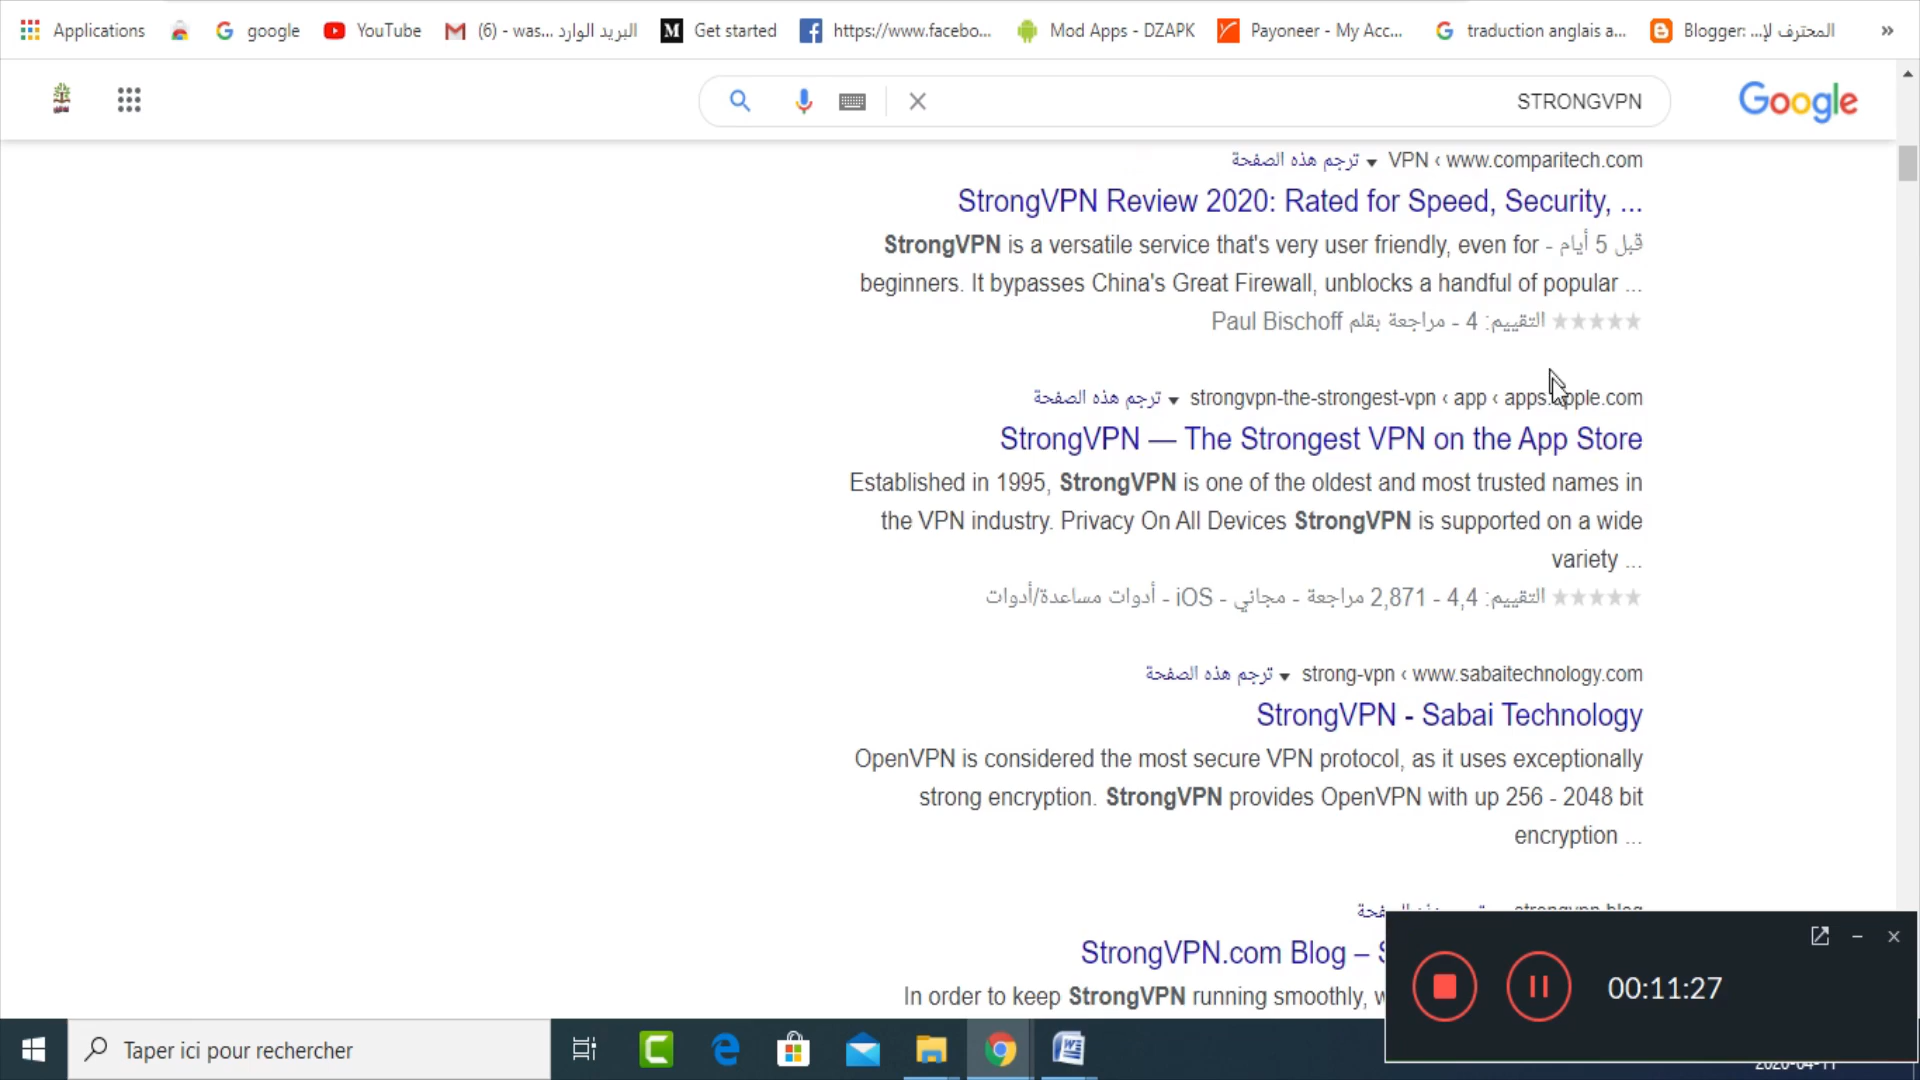 Applications
google
YouTube
(6) - was... البريد الوارد
Get started
https://www.facebo...
Mod Apps - DZAPK
Payoneer - My Acc...
traduction anglais a...
Blogger: ...المحترف لإ
»
STRONGVPN
Google
ترجم هذه الصفحة ▼ VPN ‹ www.comparitech.com
StrongVPN Review 2020: Rated for Speed, Security, ...
StrongVPN is a versatile service that's very user friendly, even for - قبل 5 أيام
beginners. It bypasses China's Great Firewall, unblocks a handful of popular ...
التقييم: 4 - مراجعة بقلم Paul Bischoff
ترجم هذه الصفحة ▼ strongvpn-the-strongest-vpn ‹ app ‹ apps.apple.com
StrongVPN — The Strongest VPN on the App Store
Established in 1995, StrongVPN is one of the oldest and most trusted names in
the VPN industry. Privacy On All Devices StrongVPN is supported on a wide
variety ...
التقييم: 4,4 - 2,871 مراجعة - مجاني - iOS - أدوات مساعدة/أدوات
ترجم هذه الصفحة ▼ strong-vpn ‹ www.sabaitechnology.com
StrongVPN - Sabai Technology
OpenVPN is considered the most secure VPN protocol, as it uses exceptionally
strong encryption. StrongVPN provides OpenVPN with up 256 - 2048 bit
encryption ...
StrongVPN.com Blog –
In order to keep StrongVPN running smoothly,
00:11:27
Taper ici pour rechercher
2020-04-11